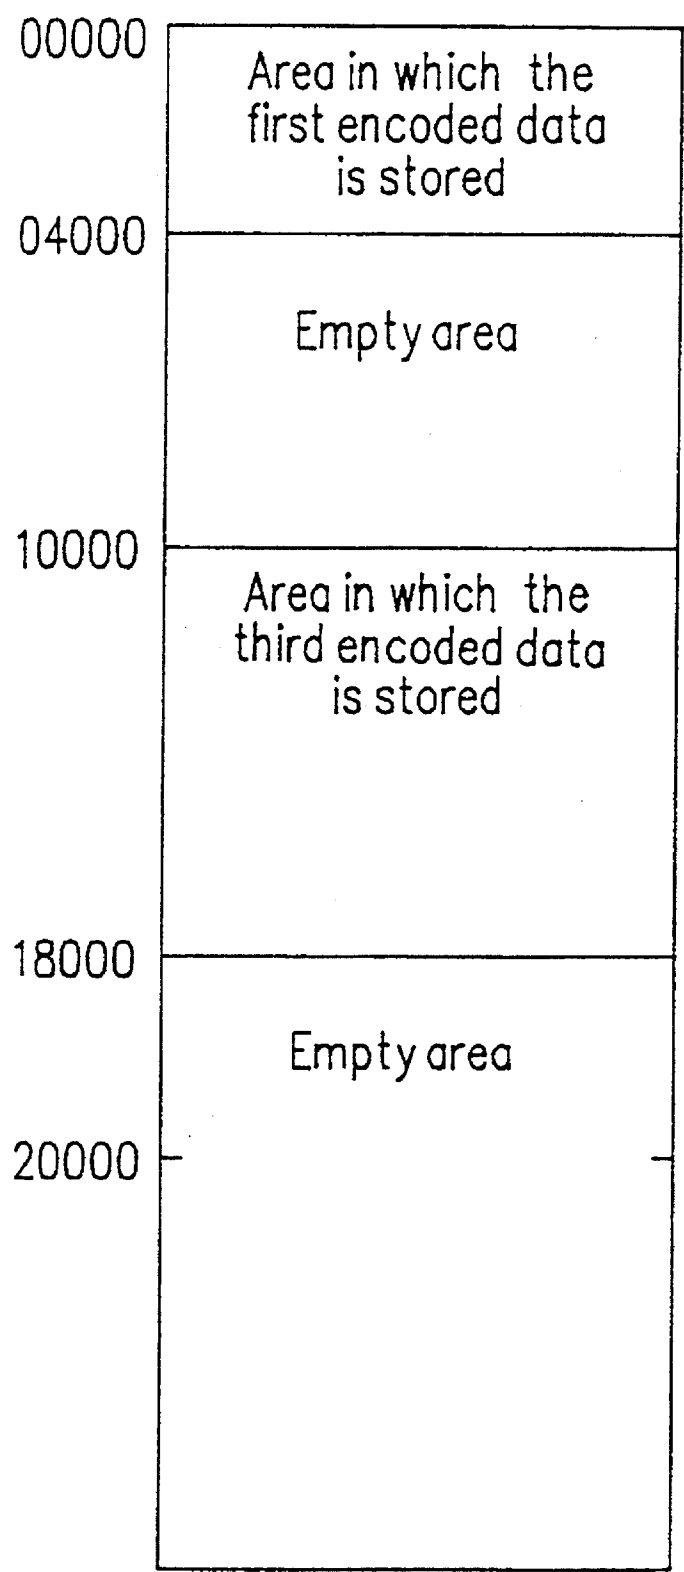 00000
Area in which the
first encoded data
is stored
04000
Empty area
10000
Area in which the
third encoded data
is stored
18000
Empty area
20000